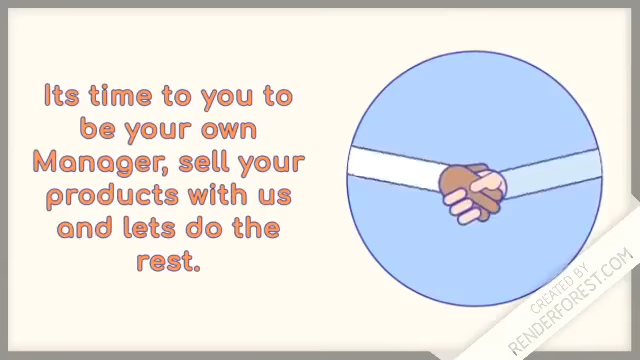 Its time to you to
be your own
Manager, sell your
products with us
and lets do the
rest.
CREATED BY
RENDERFOREST.COM